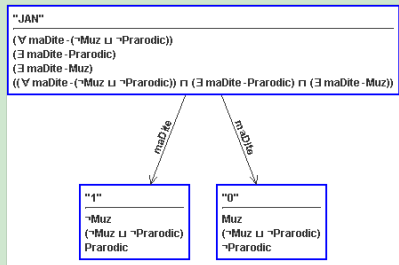 "JAN"
(∀ maDite-(¬Muz ⊔ ¬Prarodic))
(∃ maDite-Prarodic)
(∃ maDite-Muz)
((∀ maDite-(¬Muz ⊔ ¬Prarodic)) ⊓ (∃ maDite-Prarodic) ⊓ (∃ maDite-Muz))
maDite
maDite
"1"
¬Muz
(¬Muz ⊔ ¬Prarodic)
Prarodic
"0"
Muz
(¬Muz ⊔ ¬Prarodic)
¬Prarodic